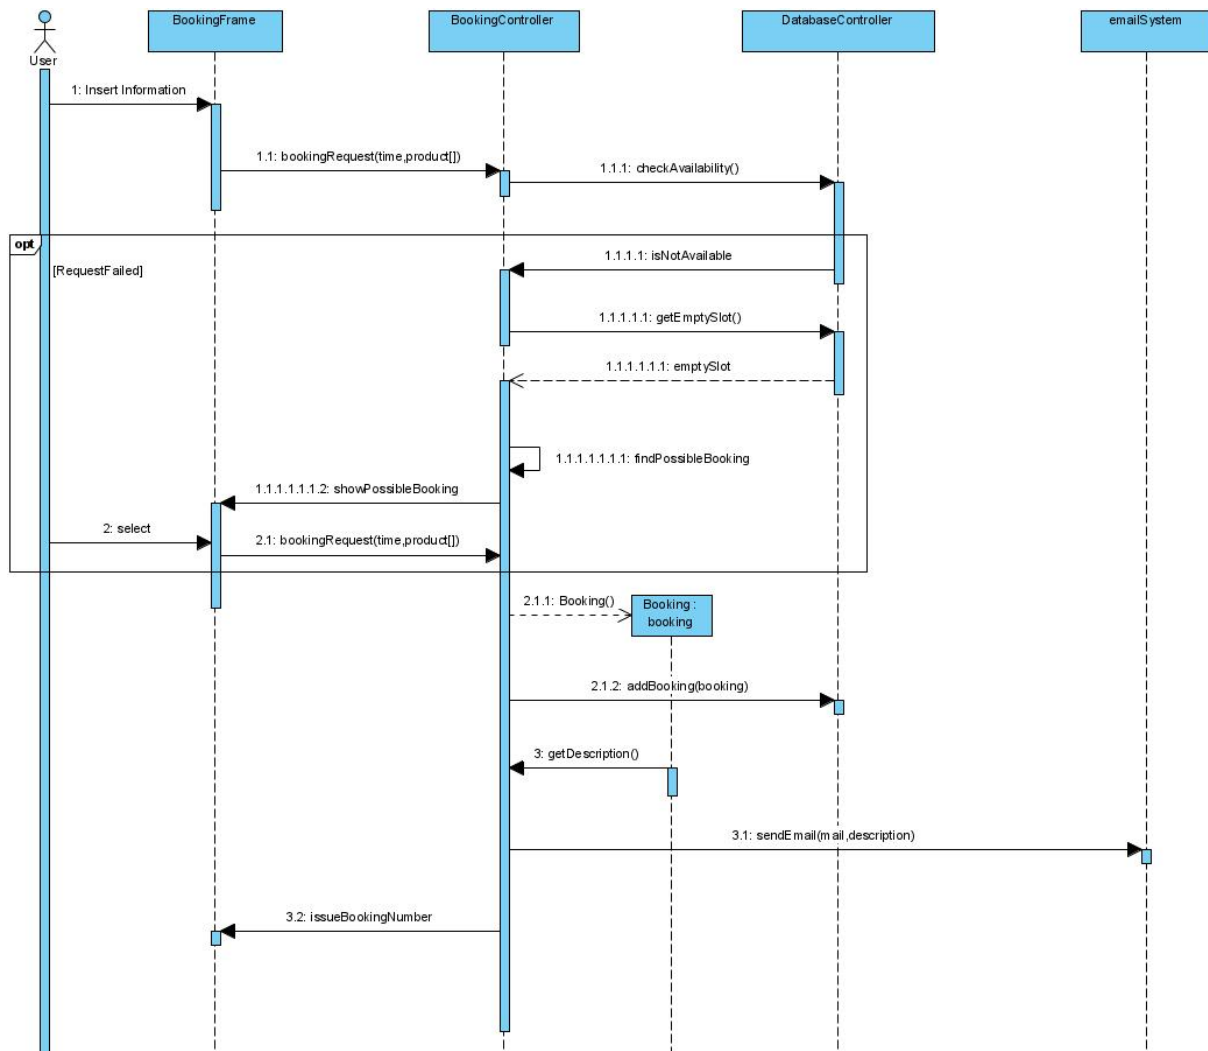 BookingFrame
BookingController
DatabaseController
emailSystem
User
1: Insert Information
1.1: bookingRequest(time,product[])
1.1.1: checkAvailability()
opt
[RequestFailed]
1.1.1.1: isNotAvailable
1.1.1.1.1: getEmptySlot()
1.1.1.1.1.1: emptySlot
1.1.1.1.1.1.1: findPossibleBooking
1.1.1.1.1.1.2: showPossibleBooking
2: select
2.1: bookingRequest(time,product[])
2.1.1: Booking()
Booking :
booking
2.1.2: addBooking(booking)
3: getDescription()
3.1: sendEmail(mail,description)
3.2: issueBookingNumber